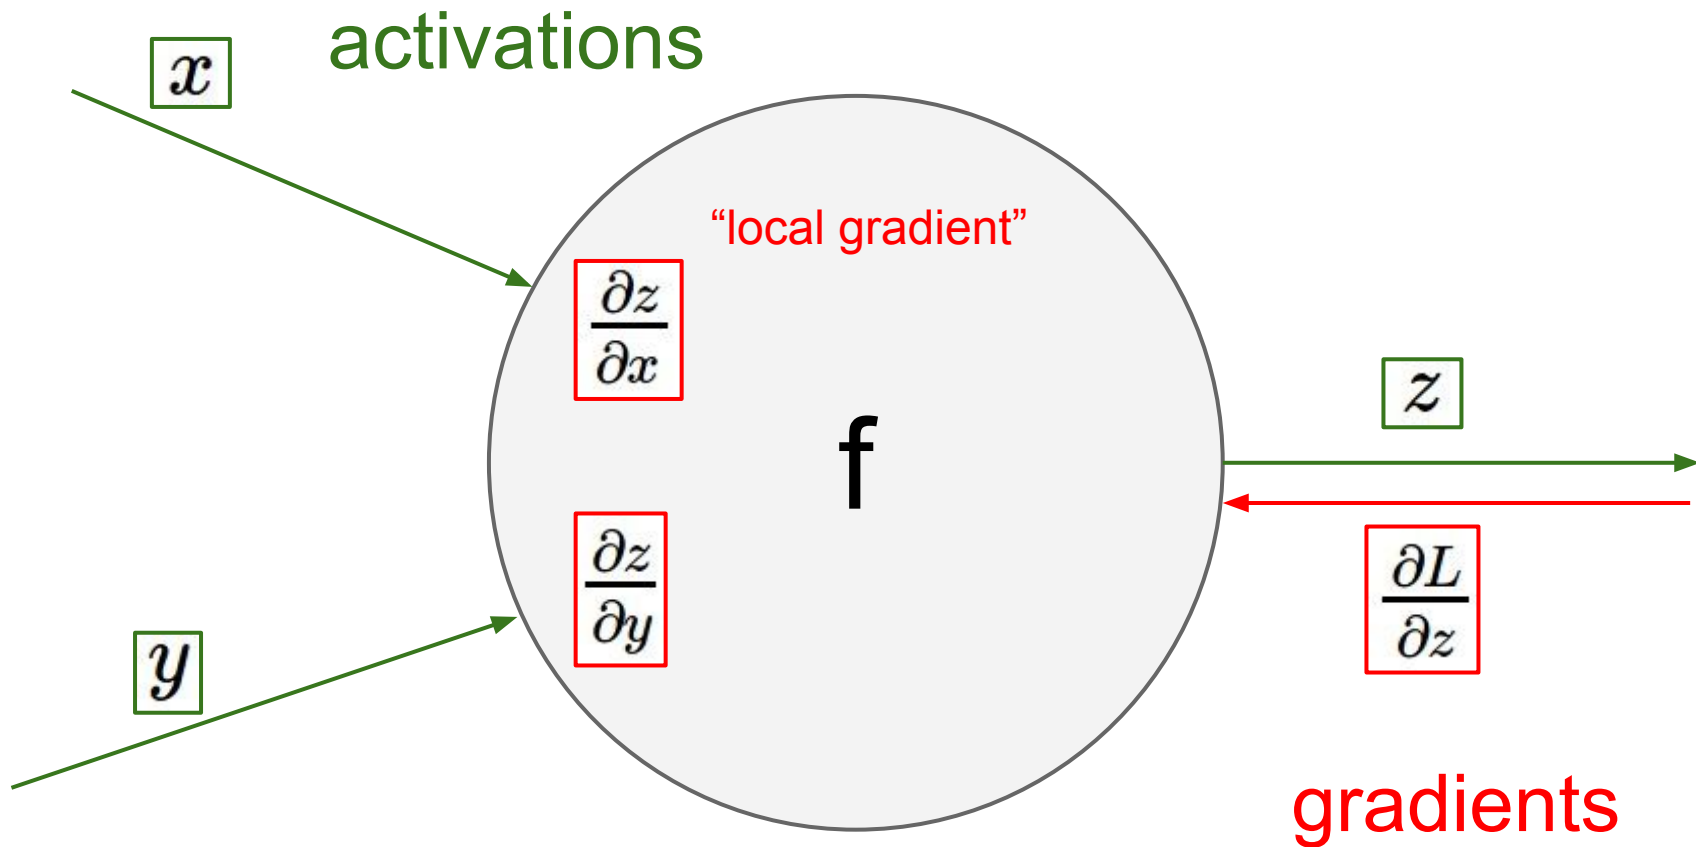 activations
x
“local gradient”
∂z
∂x
f
z
∂z
∂y
∂L
∂z
y
gradients